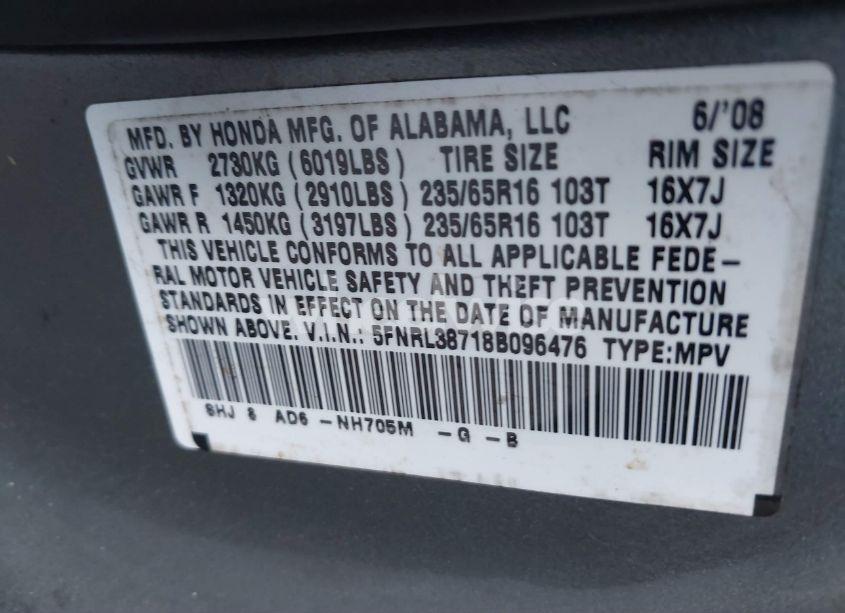 MFD. BY HONDA MFG. OF ALABAMA, LLC 6/'08
GVWR 2730KG (6019LBS) TIRE SIZE RIM SIZE
GAWR F 1320KG (2910LBS) 235/65R16 103T 16X7J
GAWR R 1450KG (3197LBS) 235/65R16 103T 16X7J
THIS VEHICLE CONFORMS TO ALL APPLICABLE FEDE-
RAL MOTOR VEHICLE SAFETY AND THEFT PREVENTION
STANDARDS IN EFFECT ON THE DATE OF MANUFACTURE
SHOWN ABOVE. V.I.N.: 5FNRL38718B096476 TYPE:MPV
SHJ 8 AD6 -NH705M -G -B